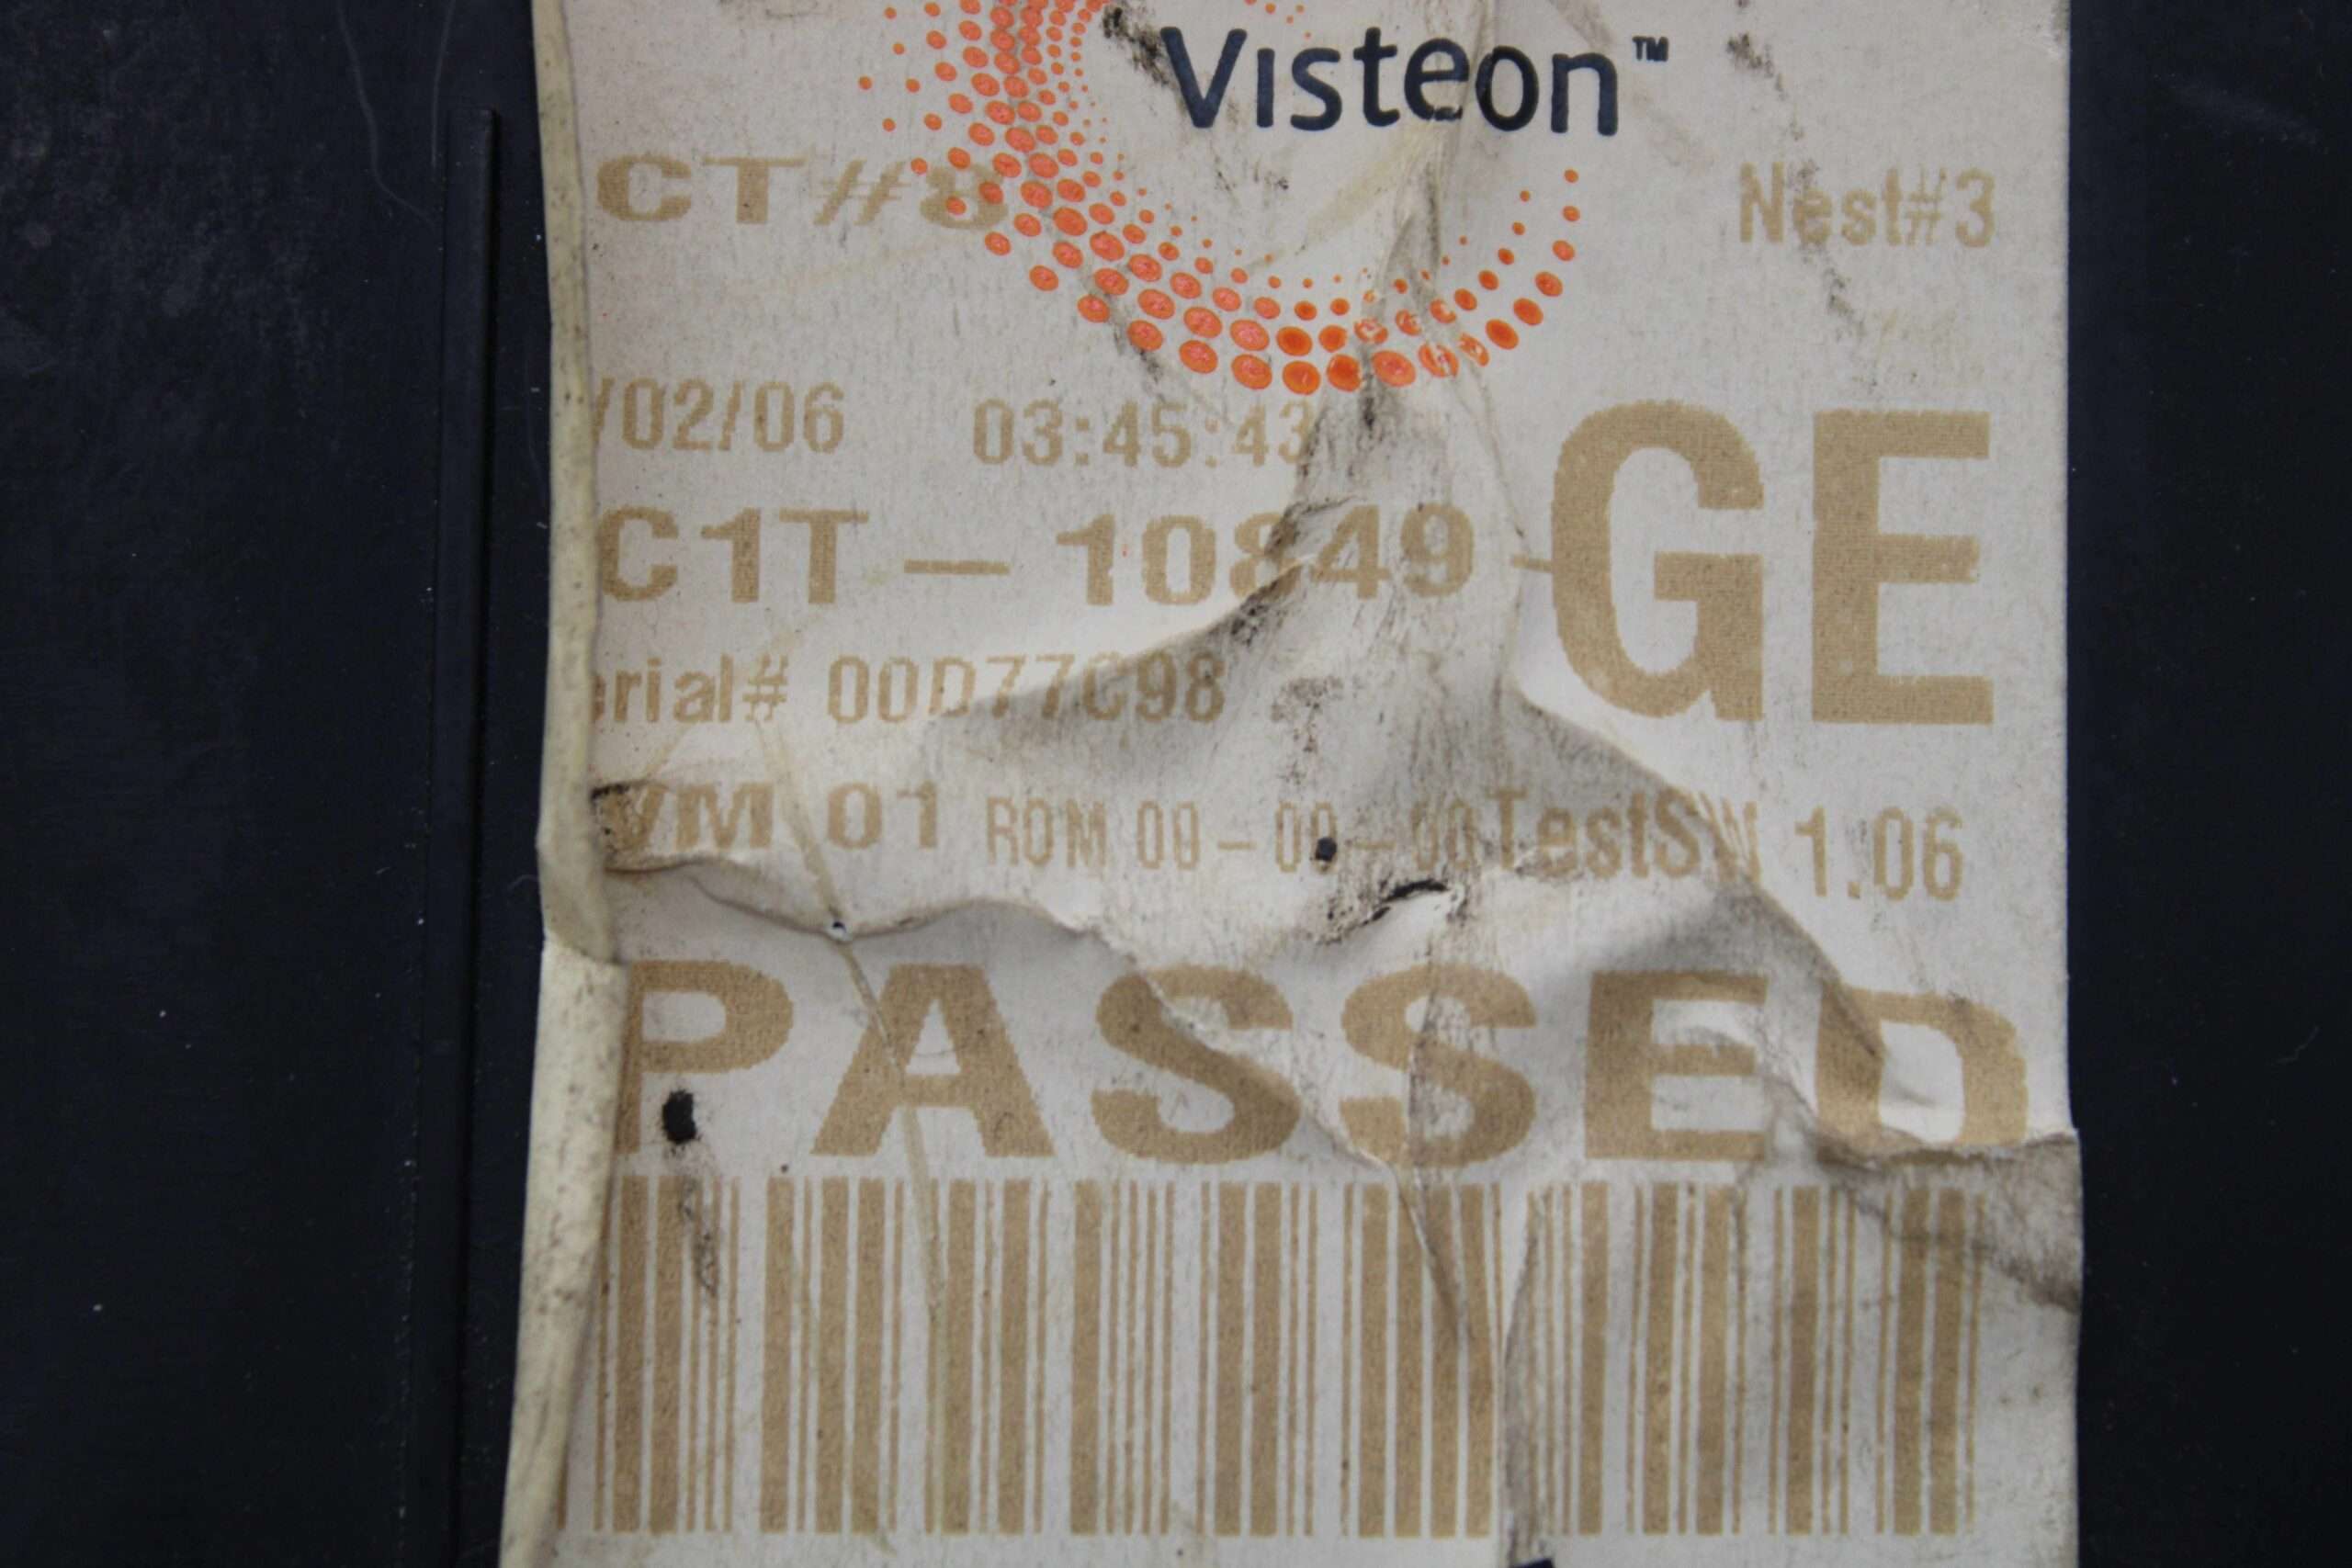 Visteon™
CT#8 Nest#3
/02/06 03:45:43
C1T — 10849 - GE
erial# 00D77C98
VM 01 ROM 00-00-00 TestSW 1.06
PASSED